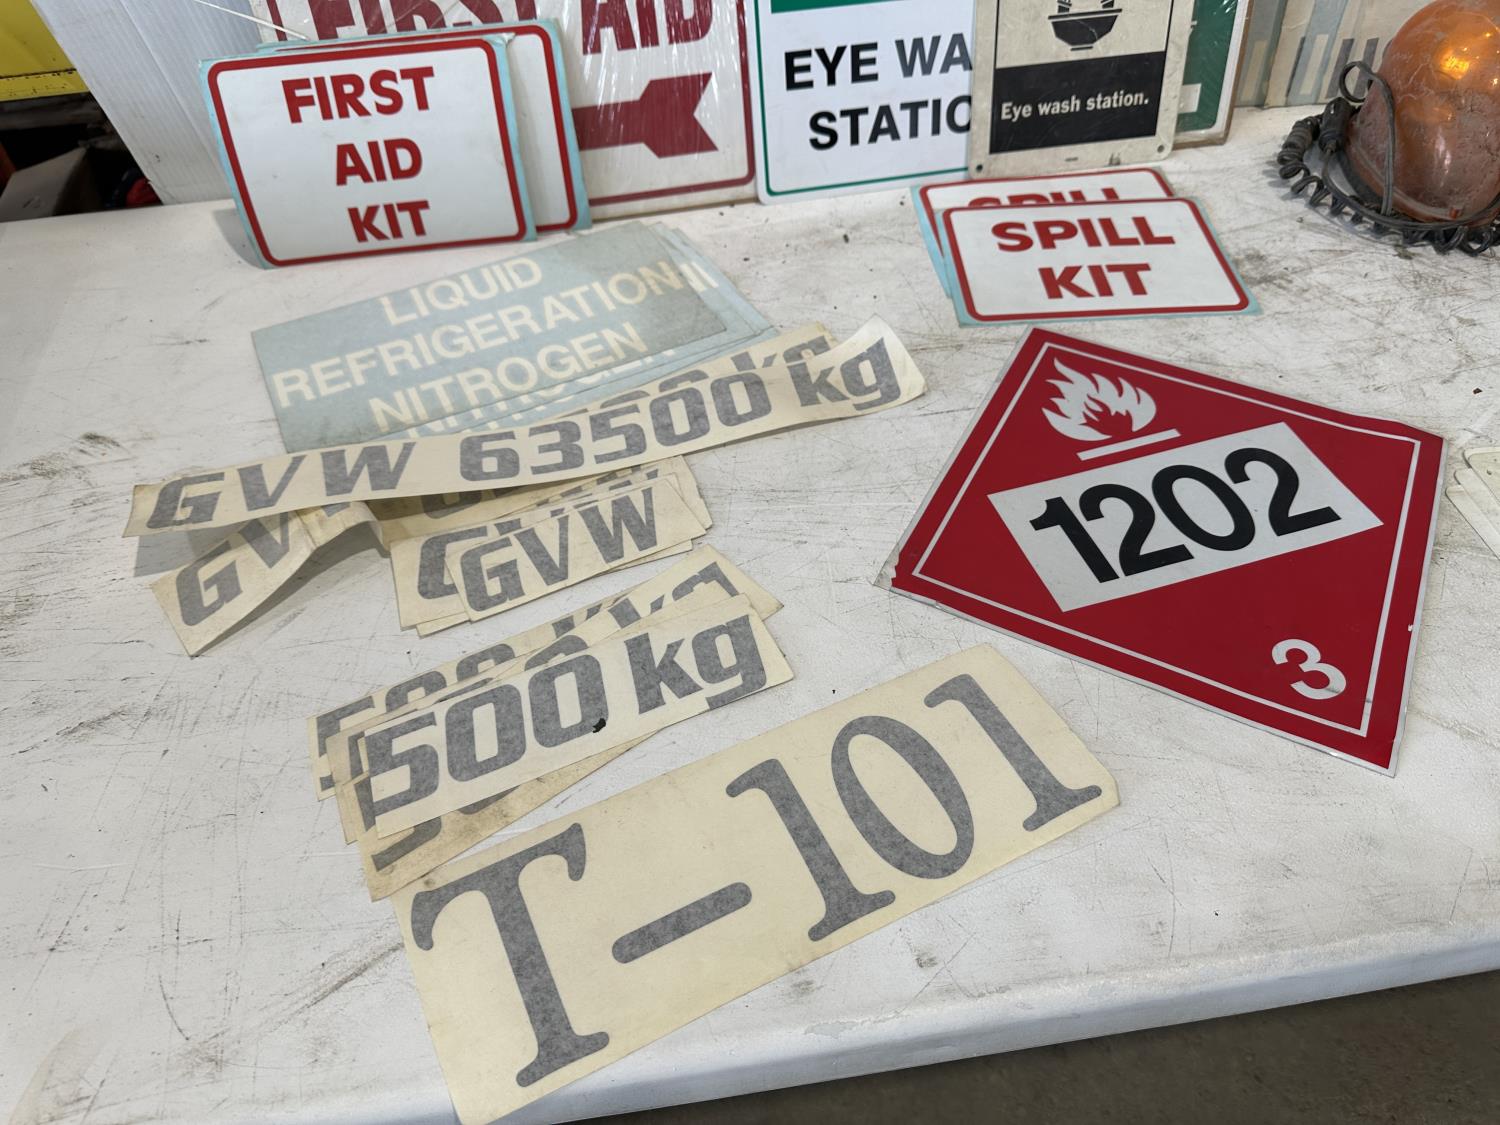 FIRST AID
FIRST
AID
KIT
EYE WA
STATIO
Eye wash station.
SPILL
SPILL
KIT
LIQUID
REFRIGERATION
NITROGEN
GVW 63500 kg
GVW
GVW
500 kg
1202
3
T-101